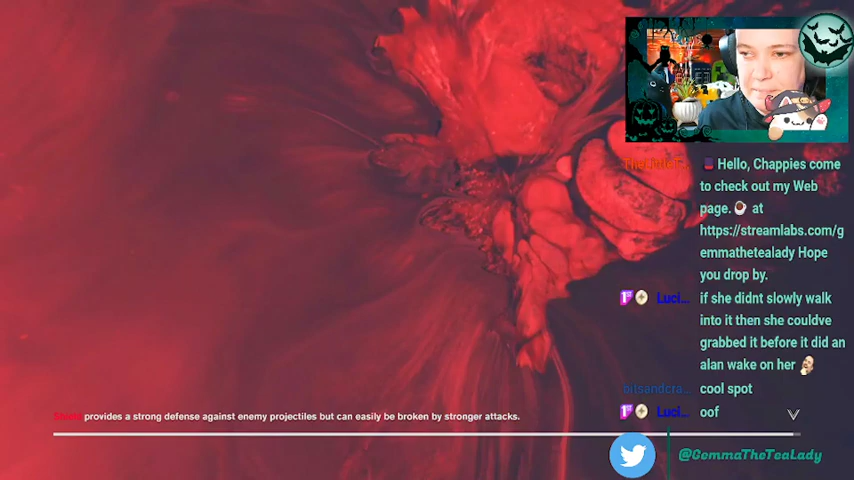 Hello, Chappies come
to check out my Web
page. at
https://streamlabs.com/g
emmathetealady Hope
you drop by.
Luci... if she didnt slowly walk
into it then she couldve
grabbed it before it did an
alan wake on her
bitsandcra... cool spot
Luci... oof
Shield provides a strong defense against enemy projectiles but can easily be broken by stronger attacks.
@GemmaTheTeaLady